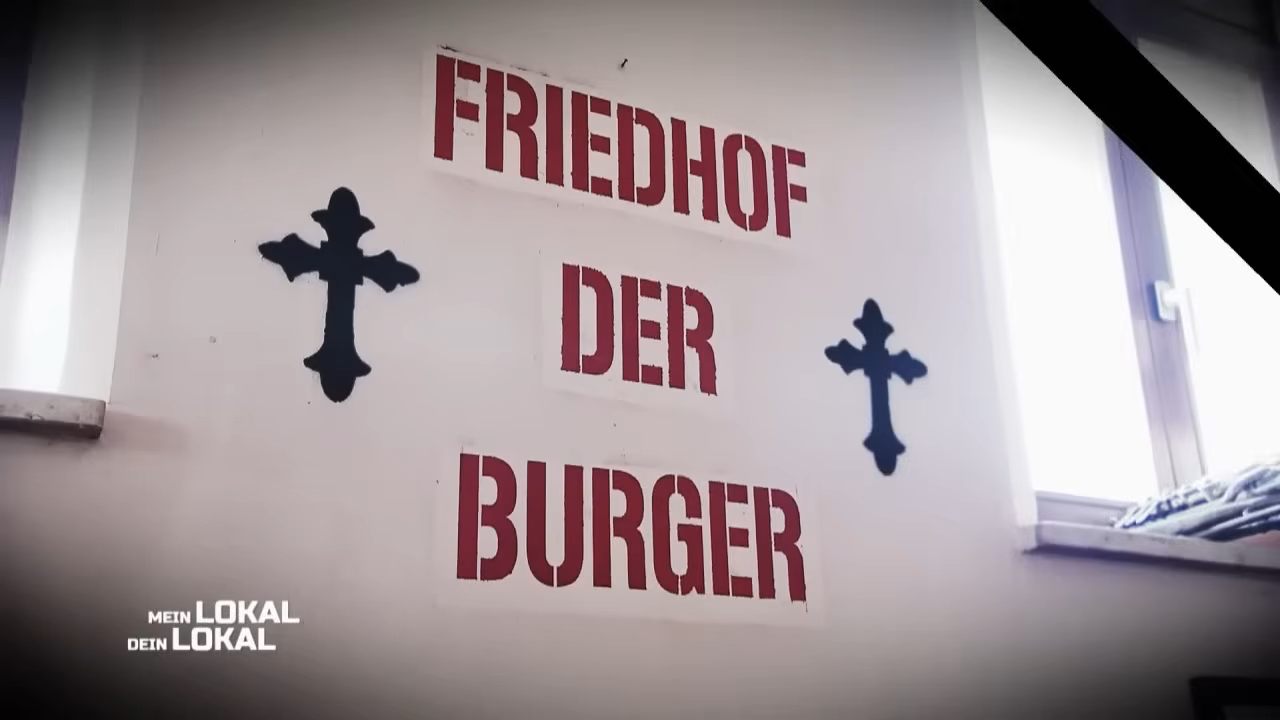 FRIEDHOF
DER
BURGER
MEIN LOKAL
DEIN LOKAL